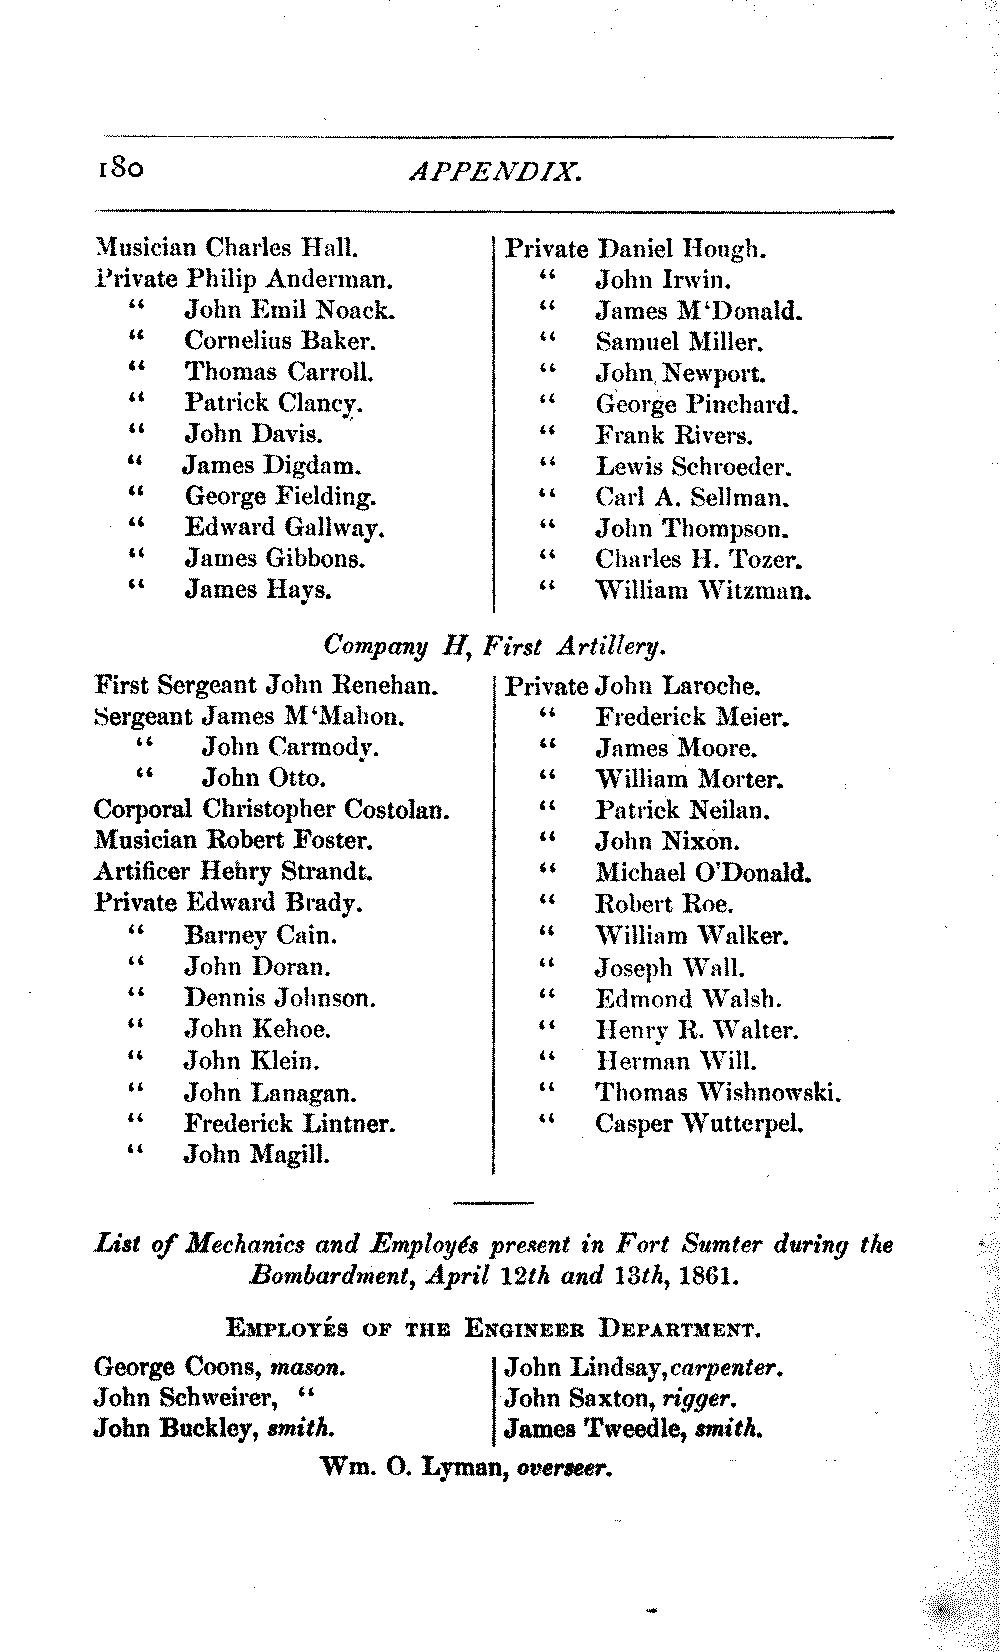 180 APPENDIX.
Musician Charles Hall.
Private Philip Anderman.
“ John Emil Noack.
“ Cornelius Baker.
“ Thomas Carroll.
“ Patrick Clancy.
“ John Davis.
“ James Digdam.
“ George Fielding.
“ Edward Gallway.
“ James Gibbons.
“ James Hays.
Private Daniel Hough.
“ John Irwin.
“ James M‘Donald.
“ Samuel Miller.
“ John Newport.
“ George Pinchard.
“ Frank Rivers.
“ Lewis Schroeder.
“ Carl A. Sellman.
“ John Thompson.
“ Charles H. Tozer.
“ William Witzman.
Company H, First Artillery.
First Sergeant John Renehan.
Sergeant James M‘Mahon.
“ John Carmody.
“ John Otto.
Corporal Christopher Costolan.
Musician Robert Foster.
Artificer Henry Strandt.
Private Edward Brady.
“ Barney Cain.
“ John Doran.
“ Dennis Johnson.
“ John Kehoe.
“ John Klein.
“ John Lanagan.
“ Frederick Lintner.
“ John Magill.
Private John Laroche.
“ Frederick Meier.
“ James Moore.
“ William Morter.
“ Patrick Neilan.
“ John Nixon.
“ Michael O’Donald.
“ Robert Roe.
“ William Walker.
“ Joseph Wall.
“ Edmond Walsh.
“ Henry R. Walter.
“ Herman Will.
“ Thomas Wishnowski.
“ Casper Wutterpel.
List of Mechanics and Employés present in Fort Sumter during the
Bombardment, April 12th and 13th, 1861.
EMPLOYÉS OF THE ENGINEER DEPARTMENT.
George Coons, mason.
John Schweirer, “
John Buckley, smith.
John Lindsay, carpenter.
John Saxton, rigger.
James Tweedle, smith.
Wm. O. Lyman, overseer.